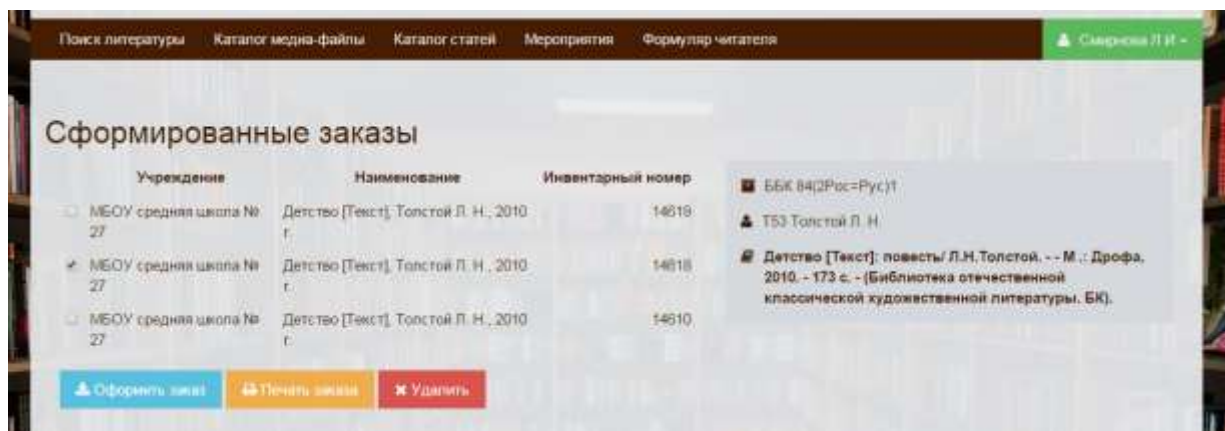 Поиск литературы Каталог медиа-файлы Каталог статей Мероприятия Формуляр читателя Смирнова Л И
Сформированные заказы
Учреждение Наименование Инвентарный номер
МБОУ средняя школа № 27 Детство [Текст], Толстой Л. Н., 2010 г. 14619
МБОУ средняя школа № 27 Детство [Текст], Толстой Л. Н., 2010 г. 14618
МБОУ средняя школа № 27 Детство [Текст], Толстой Л. Н., 2010 г. 14610
ББК 84(2Рос=Рус)1
Т53 Толстой Л. Н.
Детство [Текст]: повесть/ Л.Н.Толстой. - - М .: Дрофа,
2010. - 173 с. - (Библиотека отечественной
классической художественной литературы. БК).
Оформить заказ Печать заказа Удалить